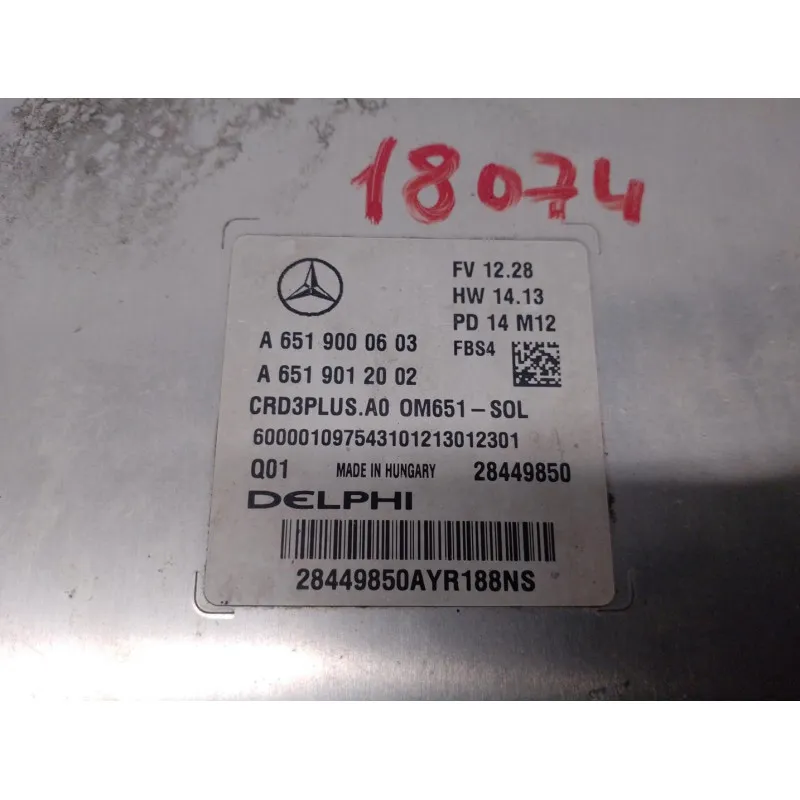 18074
FV 12.28
HW 14.13
PD 14 M12
A 651 900 06 03
FBS4
A 651 901 20 02
CRD3PLUS.A0 OM651-SOL
600001097543101213012301
Q01 MADE IN HUNGARY 28449850
DELPHI
28449850AYR188NS